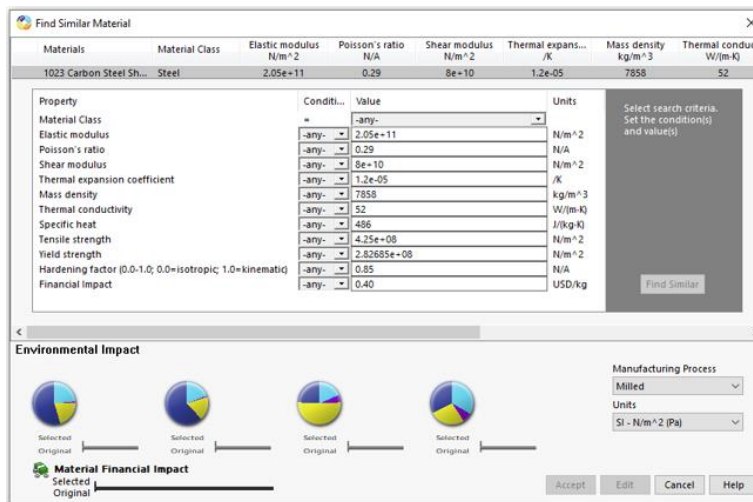 Find Similar Material
Materials Material Class Elastic modulus N/m^2 Poisson's ratio N/A Shear modulus N/m^2 Thermal expans... /K Mass density kg/m^3 Thermal conduc W/(m·K)
1023 Carbon Steel Sh... Steel 2.05e+11 0.29 8e+10 1.2e-05 7858 52
Property Conditi... Value Units
Material Class = -any-
Elastic modulus -any- 2.05e+11 N/m^2
Poisson's ratio -any- 0.29 N/A
Shear modulus -any- 8e+10 N/m^2
Thermal expansion coefficient -any- 1.2e-05 /K
Mass density -any- 7858 kg/m^3
Thermal conductivity -any- 52 W/(m·K)
Specific heat -any- 486 J/(kg·K)
Tensile strength -any- 4.25e+08 N/m^2
Yield strength -any- 2.82685e+08 N/m^2
Hardening factor (0.0-1.0; 0.0=isotropic; 1.0=kinematic) -any- 0.85 N/A
Financial Impact -any- 0.40 USD/kg
Select search criteria.
Set the condition(s)
and value(s)
Find Similar
Environmental Impact
Selected Selected Selected Selected
Original Original Original Original
Manufacturing Process
Milled
Units
SI - N/m^2 (Pa)
Material Financial Impact
Selected
Original
Accept Edit Cancel Help